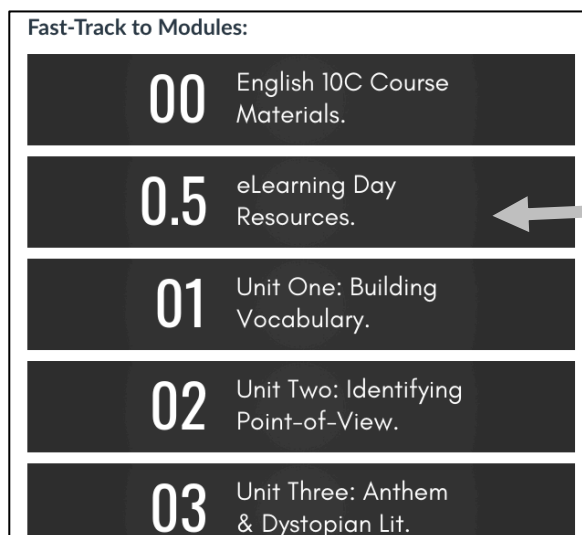 Fast-Track to Modules:
00
English 10C Course
Materials.
0.5
eLearning Day
Resources.
01
Unit One: Building
Vocabulary.
02
Unit Two: Identifying
Point-of-View.
03
Unit Three: Anthem
& Dystopian Lit.